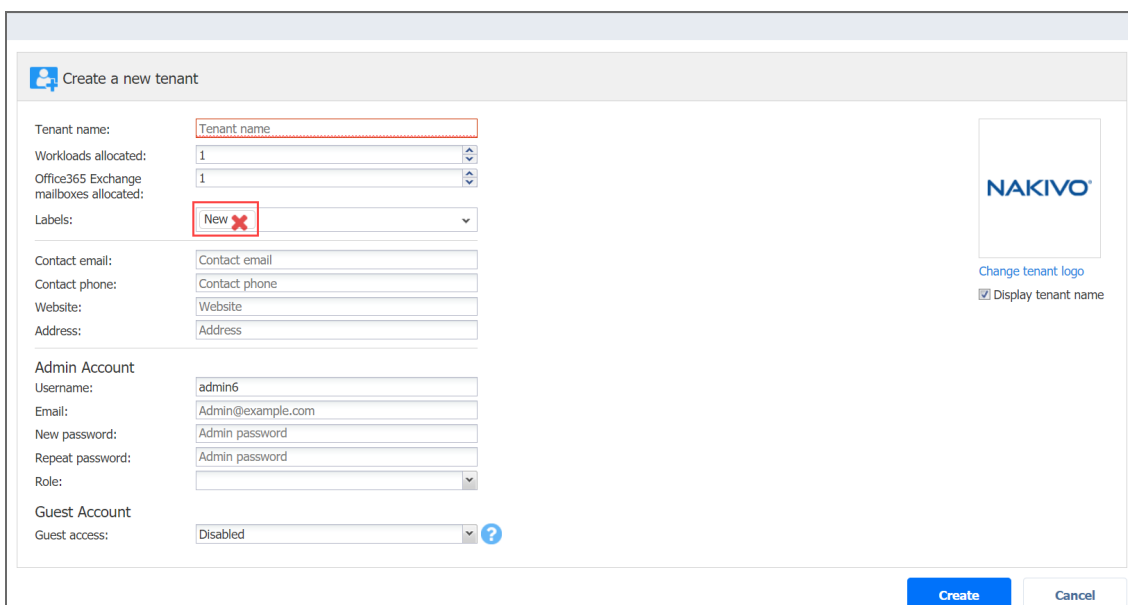 Create a new tenant
Tenant name: Tenant name
Workloads allocated: 1
Office365 Exchange
mailboxes allocated: 1
Labels: New
Contact email: Contact email
Contact phone: Contact phone
Website: Website
Address: Address
Admin Account
Username: admin6
Email: Admin@example.com
New password: Admin password
Repeat password: Admin password
Role:
Guest Account
Guest access: Disabled ?
NAKIVO®
Change tenant logo
Display tenant name
Create Cancel